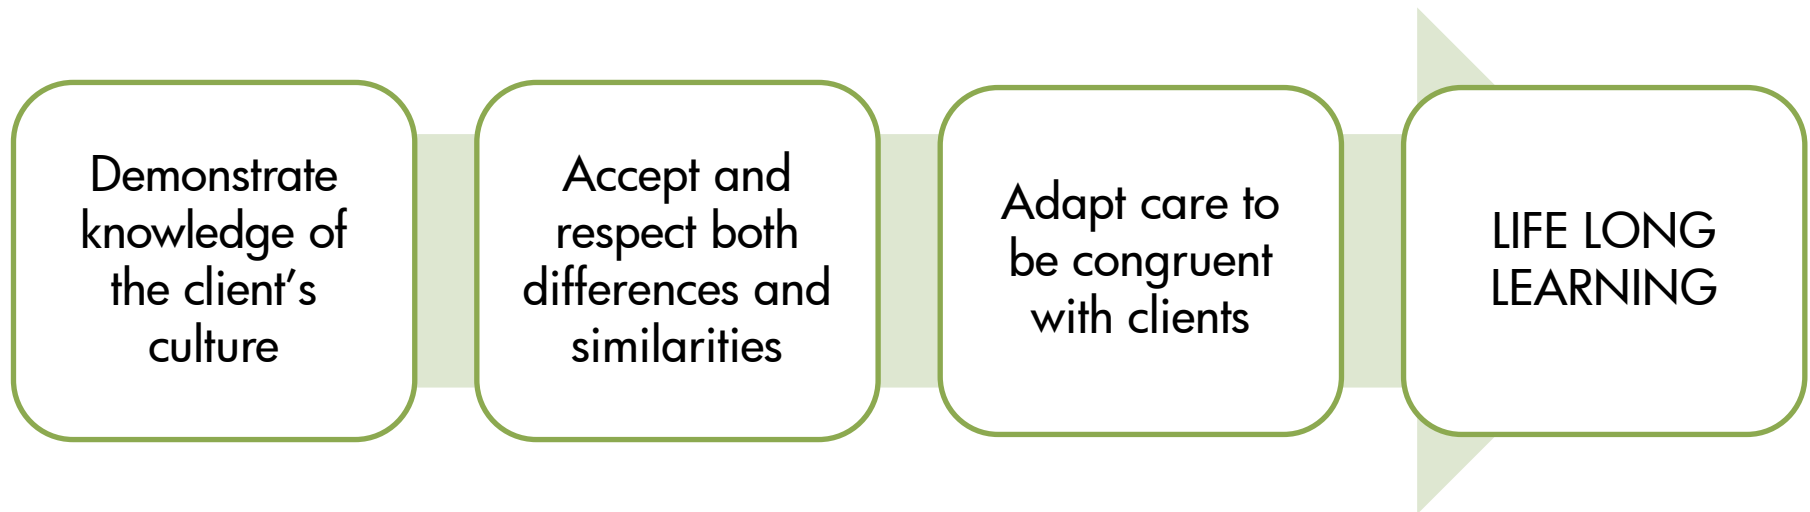 Demonstrate
knowledge of
the client’s
culture
Accept and
respect both
differences and
similarities
Adapt care to
be congruent
with clients
LIFE LONG
LEARNING